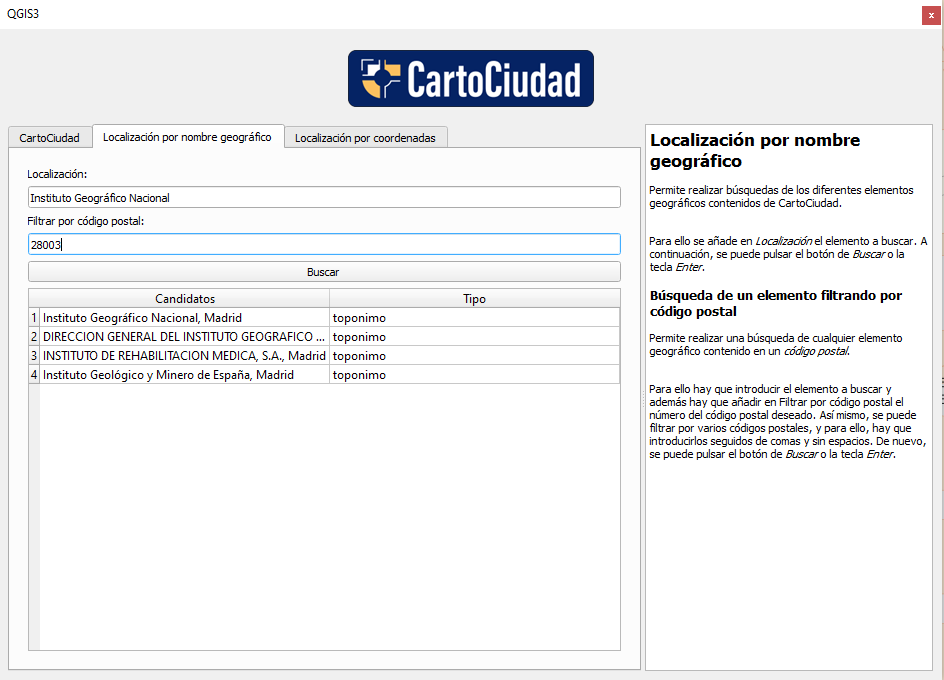 QGIS3
CartoCiudad
CartoCiudad
Localización por nombre geográfico
Localización por coordenadas
Localización:
Instituto Geográfico Nacional
Filtrar por código postal:
28003
Buscar
Candidatos Tipo
1 Instituto Geográfico Nacional, Madrid toponimo
2 DIRECCION GENERAL DEL INSTITUTO GEOGRAFICO ... toponimo
3 INSTITUTO DE REHABILITACION MEDICA, S.A., Madrid toponimo
4 Instituto Geológico y Minero de España, Madrid toponimo
Localización por nombre
geográfico
Permite realizar búsquedas de los diferentes elementos
geográficos contenidos de CartoCiudad.
Para ello se añade en Localización el elemento a buscar. A
continuación, se puede pulsar el botón de Buscar o la
tecla Enter.
Búsqueda de un elemento filtrando por
código postal
Permite realizar una búsqueda de cualquier elemento
geográfico contenido en un código postal.
Para ello hay que introducir el elemento a buscar y
además hay que añadir en Filtrar por código postal el
número del código postal deseado. Así mismo, se puede
filtrar por varios códigos postales, y para ello, hay que
introducirlos seguidos de comas y sin espacios. De nuevo,
se puede pulsar el botón de Buscar o la tecla Enter.